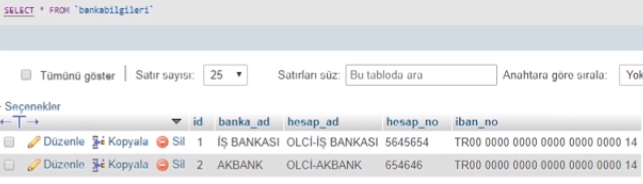 SELECT * FROM `bankabilgileri`
Tümünü göster | Satır sayısı: 25 Satırları süz: Bu tabloda ara Anahtara göre sırala: Yok
Seçenekler
id banka_ad hesap_ad hesap_no iban_no
Düzenle Kopyala Sil 1 İŞ BANKASI OLCİ-İŞ BANKASI 5645654 TR00 0000 0000 0000 0000 0000 14
Düzenle Kopyala Sil 2 AKBANK OLCİ-AKBANK 654646 TR00 0000 0000 0000 0000 0000 14